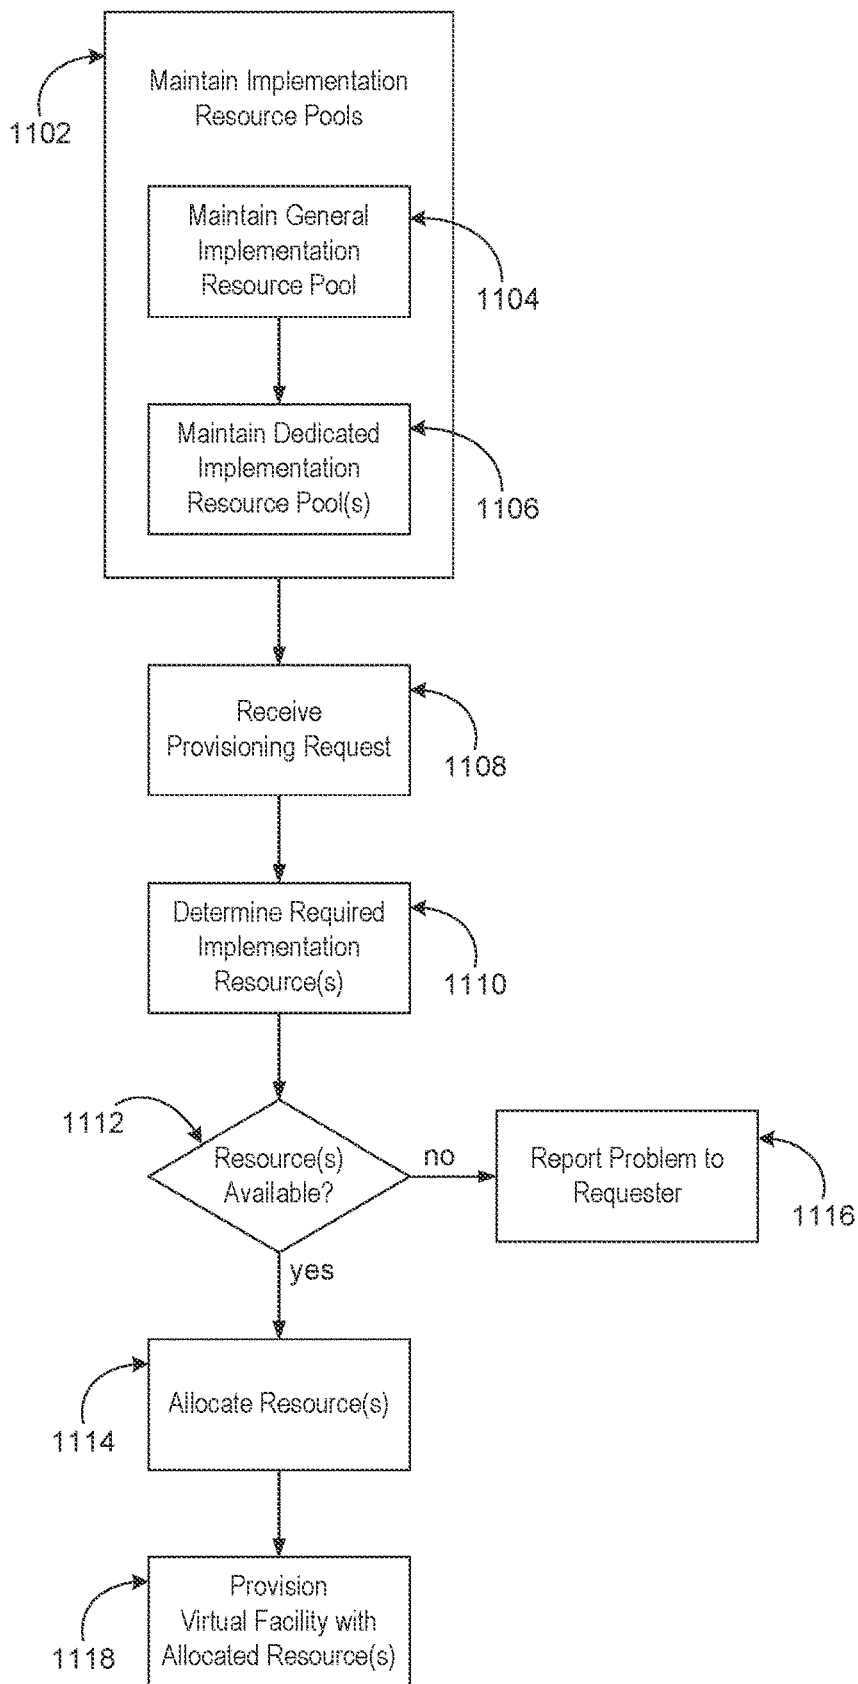 Maintain Implementation
Resource Pools
1102
Maintain General
Implementation
Resource Pool
1104
Maintain Dedicated
Implementation
Resource Pool(s)
1106
Receive
Provisioning Request
1108
Determine Required
Implementation
Resource(s)
1110
1112
Resource(s)
Available?
no
Report Problem to
Requester
1116
yes
Allocate Resource(s)
1114
Provision
Virtual Facility with
Allocated Resource(s)
1118